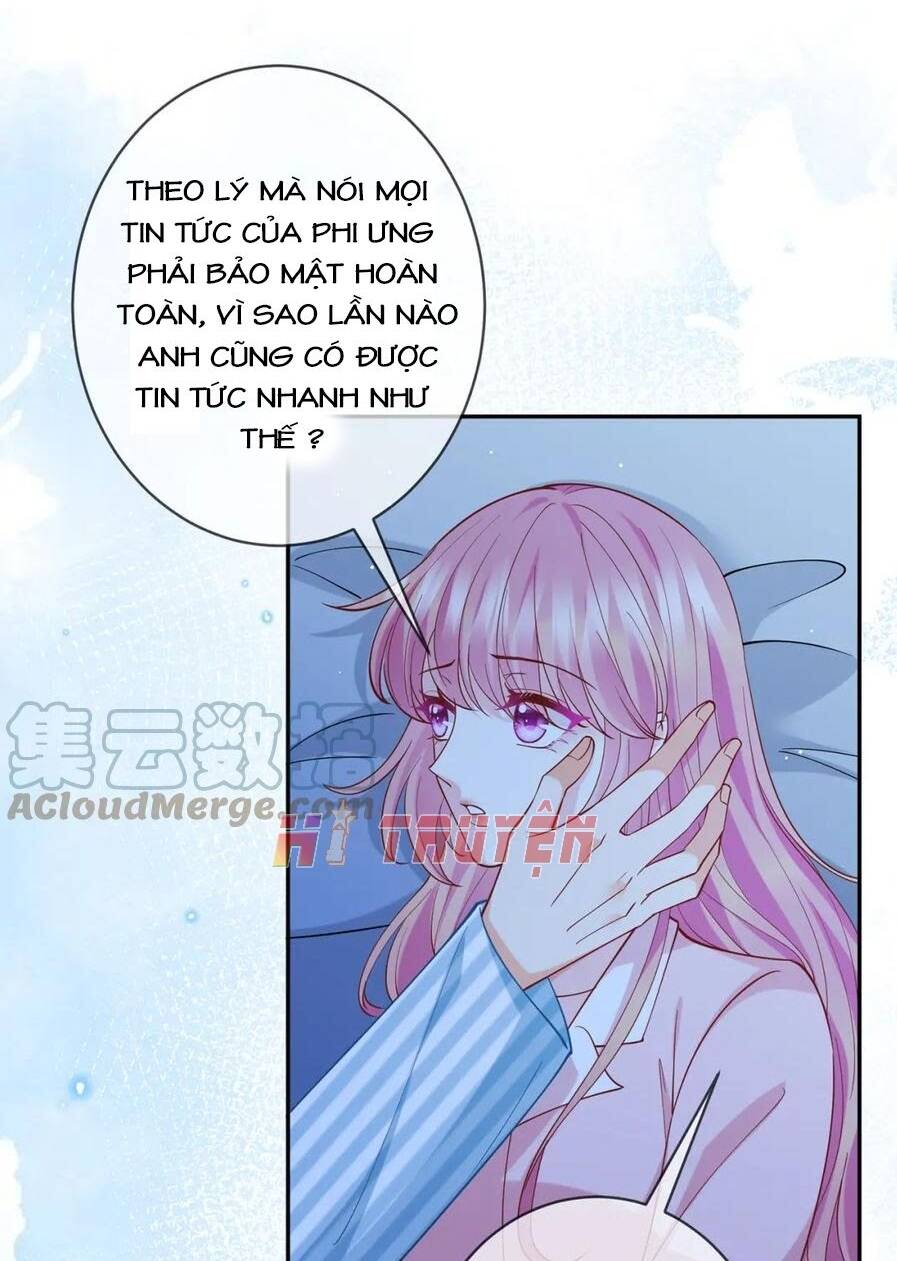 THEO LÝ MÀ NÓI MỌI
TIN TỨC CỦA PHI ƯNG
PHẢI BẢO MẬT HOÀN
TOÀN, VÌ SAO LẦN NÀO
ANH CŨNG CÓ ĐƯỢC
TIN TỨC NHANH NHƯ
THẾ ?
集云数据
ACloudMerge.com
HI TRUYỆN